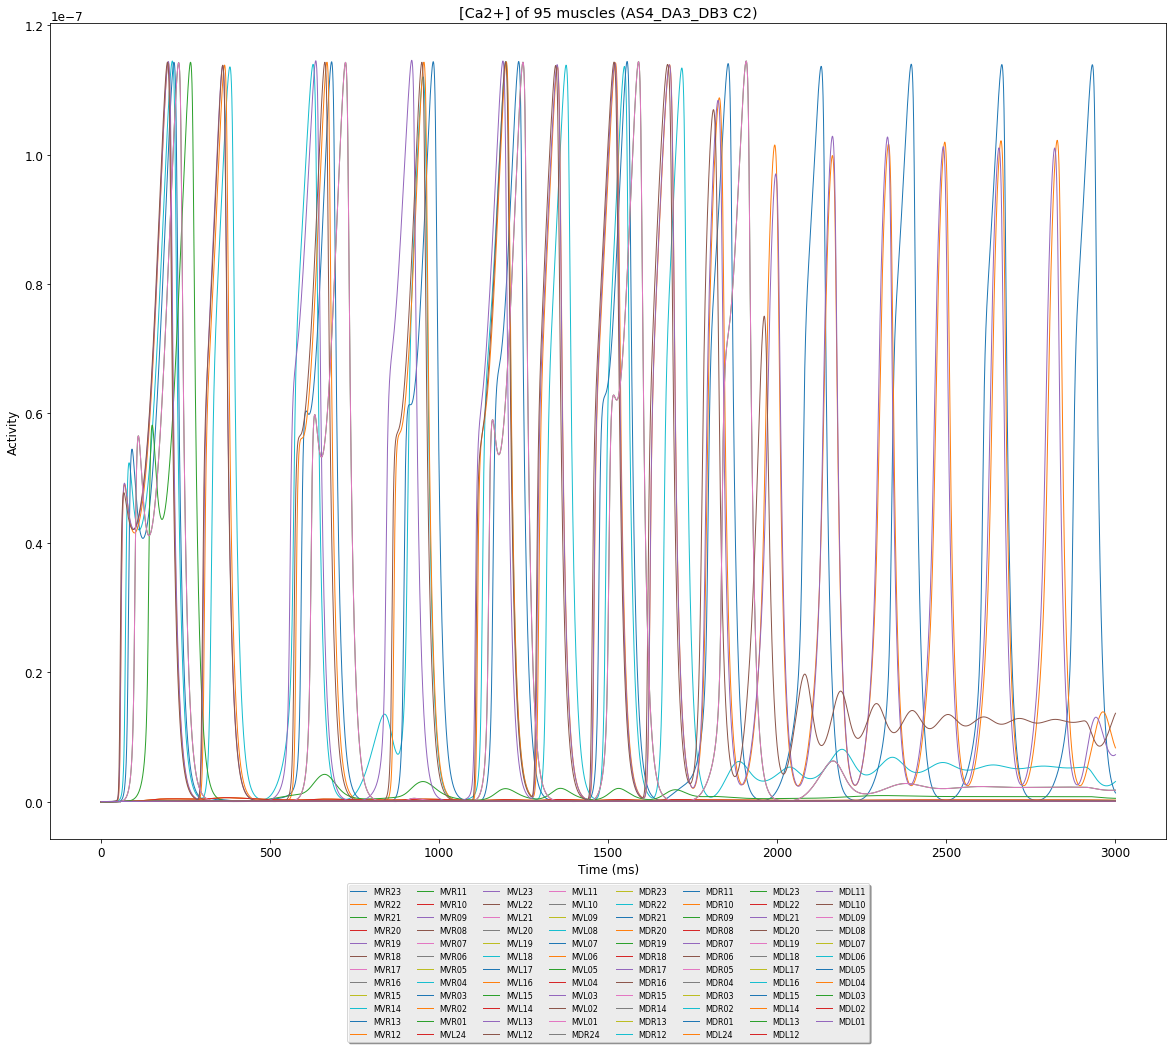 [Ca2+] of 95 muscles (AS4_DA3_DB3 C2)
1e−7
1.2
1.0
0.8
0.6
0.4
0.2
0.0
Activity
0 500 1000 1500 2000 2500 3000
Time (ms)
MVR23 MVR11 MVL23 MVL11 MDR23 MDR11 MDL23 MDL11
MVR22 MVR10 MVL22 MVL10 MDR22 MDR10 MDL22 MDL10
MVR21 MVR09 MVL21 MVL09 MDR21 MDR09 MDL21 MDL09
MVR20 MVR08 MVL20 MVL08 MDR20 MDR08 MDL20 MDL08
MVR19 MVR07 MVL19 MVL07 MDR19 MDR07 MDL19 MDL07
MVR18 MVR06 MVL18 MVL06 MDR18 MDR06 MDL18 MDL06
MVR17 MVR05 MVL17 MVL05 MDR17 MDR05 MDL17 MDL05
MVR16 MVR04 MVL16 MVL04 MDR16 MDR04 MDL16 MDL04
MVR15 MVR03 MVL15 MVL03 MDR15 MDR03 MDL15 MDL03
MVR14 MVR02 MVL14 MVL02 MDR14 MDR02 MDL14 MDL02
MVR13 MVR01 MVL13 MVL01 MDR13 MDR01 MDL13 MDL01
MVR12 MVL24 MVL12 MDR24 MDR12 MDL24 MDL12